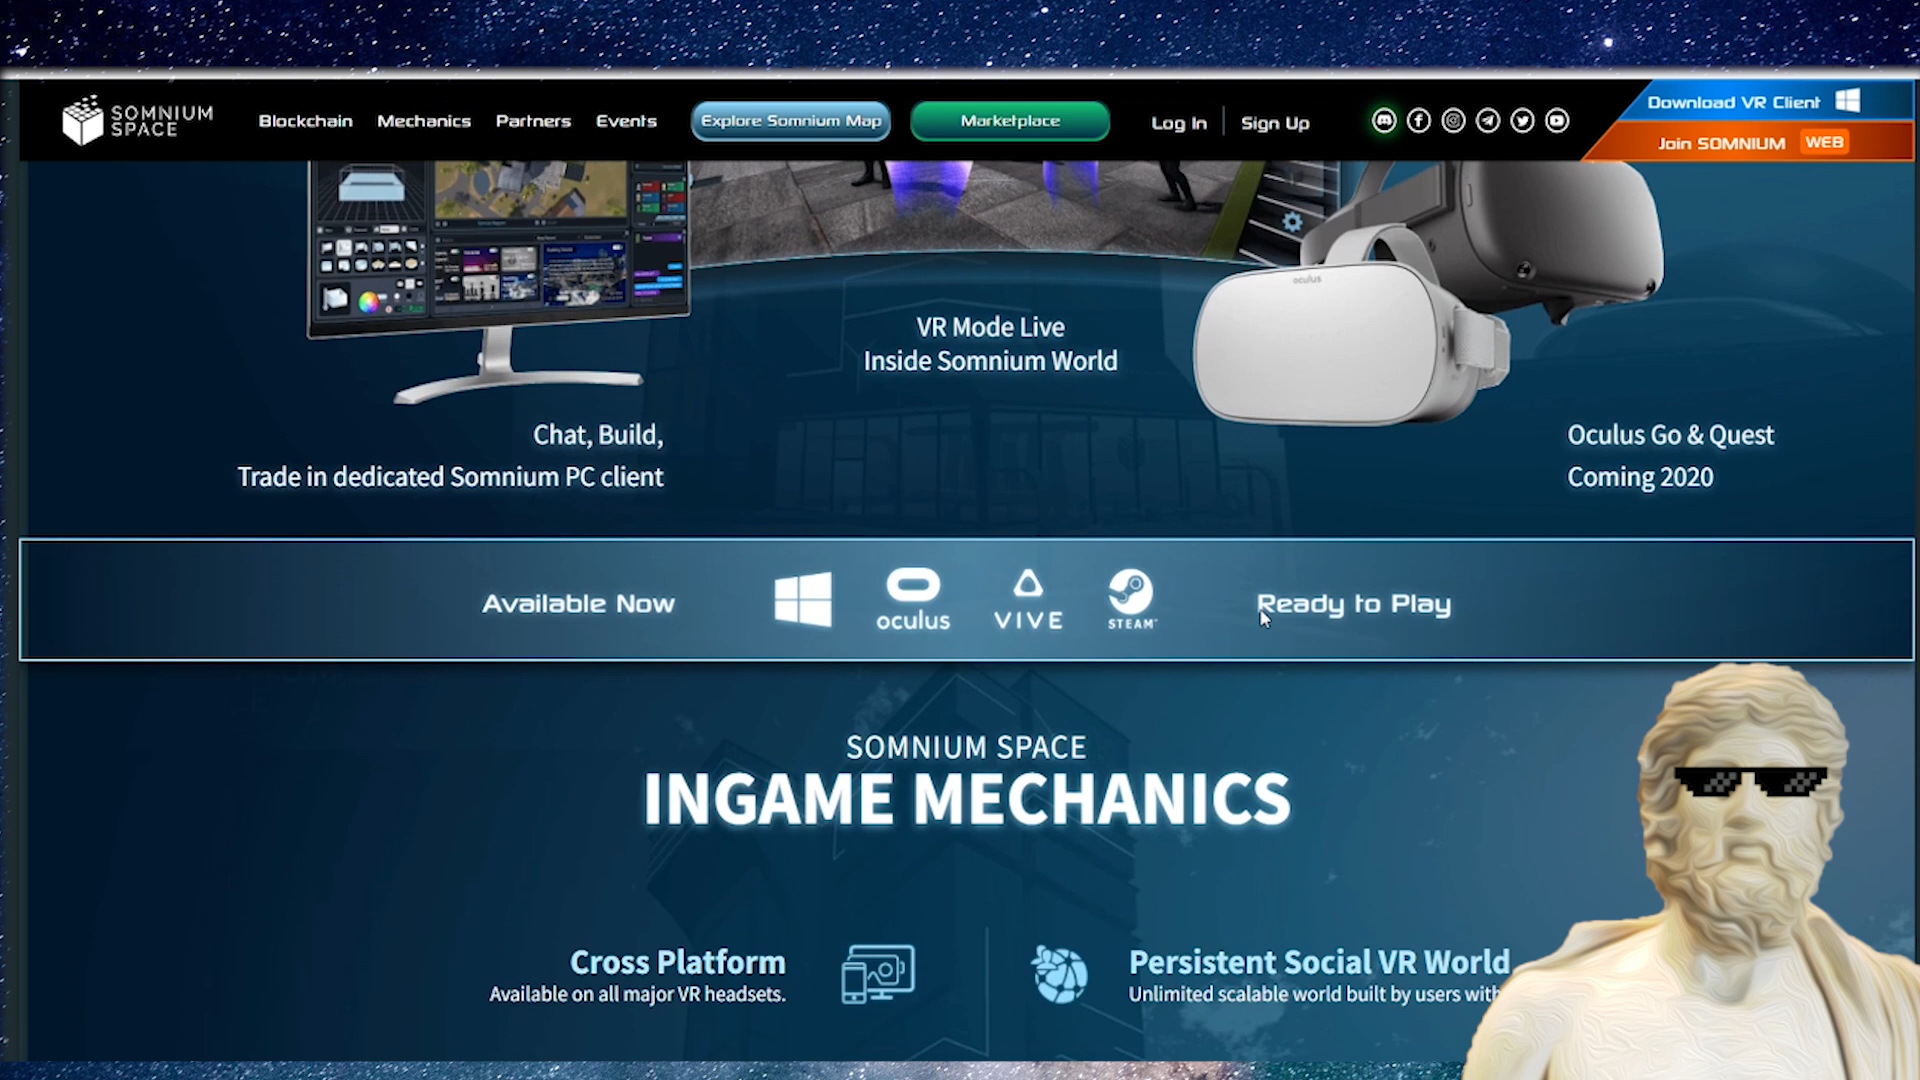 SOMNIUM
SPACE
Blockchain
Mechanics
Partners
Events
Explore Somnium Map
Marketplace
Log In
Sign Up
Download VR Client
Join SOMNIUM WEB
oculus
VR Mode Live
Inside Somnium World
Chat, Build,
Trade in dedicated Somnium PC client
Oculus Go & Quest
Coming 2020
Available Now
oculus
VIVE
STEAM
Ready to Play
SOMNIUM SPACE
INGAME MECHANICS
Cross Platform
Available on all major VR headsets.
Persistent Social VR World
Unlimited scalable world built by users with